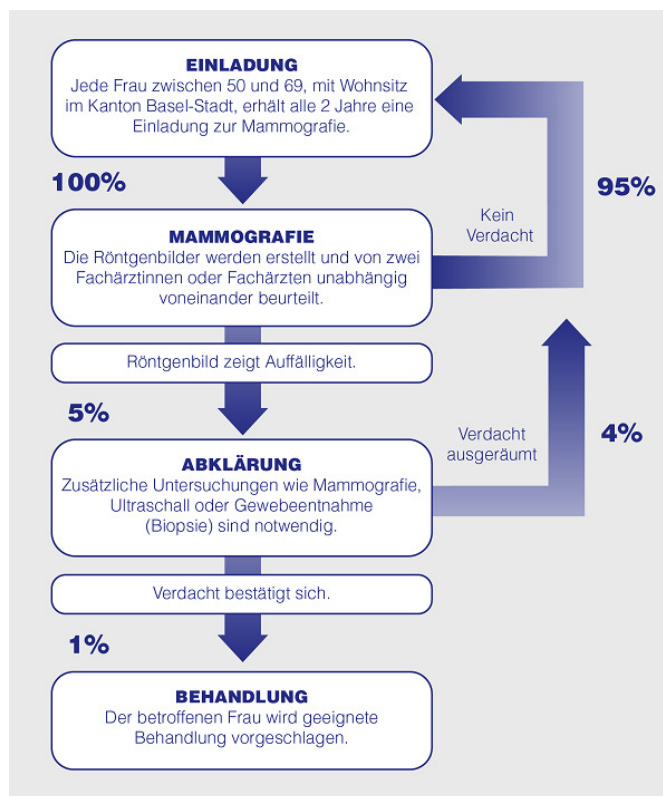 EINLADUNG
Jede Frau zwischen 50 und 69, mit Wohnsitz
im Kanton Basel-Stadt, erhält alle 2 Jahre eine
Einladung zur Mammografie.
100%
95%
Kein
Verdacht
MAMMOGRAFIE
Die Röntgenbilder werden erstellt und von zwei
Fachärztinnen oder Fachärzten unabhängig
voneinander beurteilt.
Röntgenbild zeigt Auffälligkeit.
5%
4%
Verdacht
ausgeräumt
ABKLÄRUNG
Zusätzliche Untersuchungen wie Mammografie,
Ultraschall oder Gewebeentnahme
(Biopsie) sind notwendig.
Verdacht bestätigt sich.
1%
BEHANDLUNG
Der betroffenen Frau wird geeignete
Behandlung vorgeschlagen.